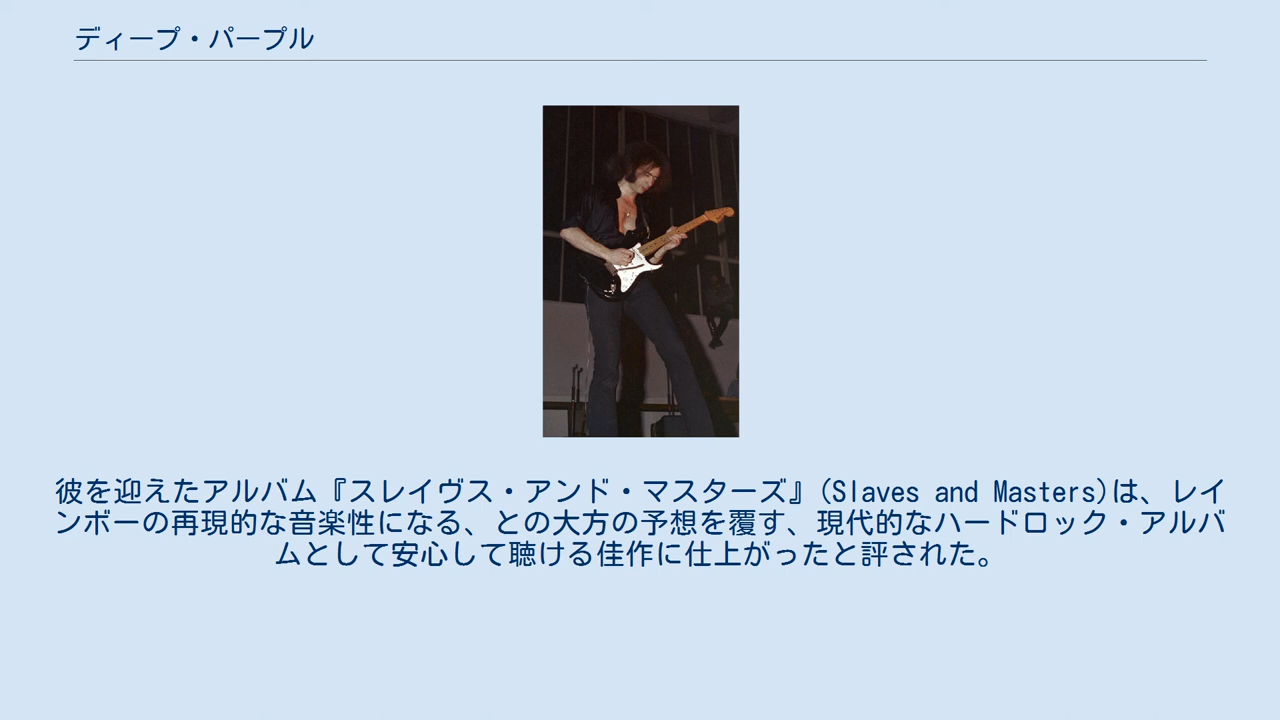 ディープ・パープル
彼を迎えたアルバム『スレイヴス・アンド・マスターズ』(Slaves and Masters)は、レイ
ンボーの再現的な音楽性になる、との大方の予想を覆す、現代的なハードロック・アルバ
ムとして安心して聴ける佳作に仕上がったと評された。